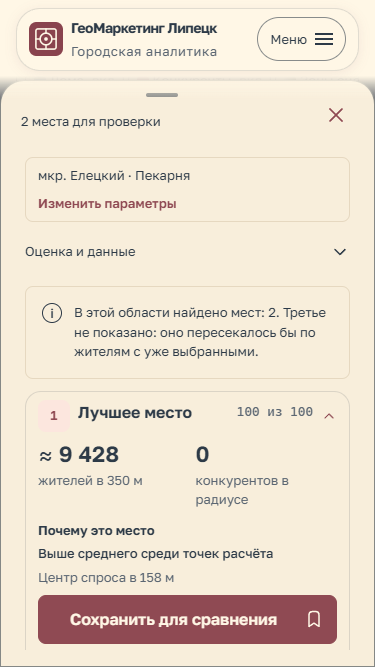 ГеоМаркетинг Липецк
Городская аналитика
Меню
2 места для проверки
мкр. Елецкий · Пекарня
Изменить параметры
Оценка и данные
В этой области найдено мест: 2. Третье
не показано: оно пересекалось бы по
жителям с уже выбранными.
1 Лучшее место 100 из 100
≈ 9 428
жителей в 350 м
0
конкурентов в
радиусе
Почему это место
Выше среднего среди точек расчёта
Центр спроса в 158 м
Сохранить для сравнения